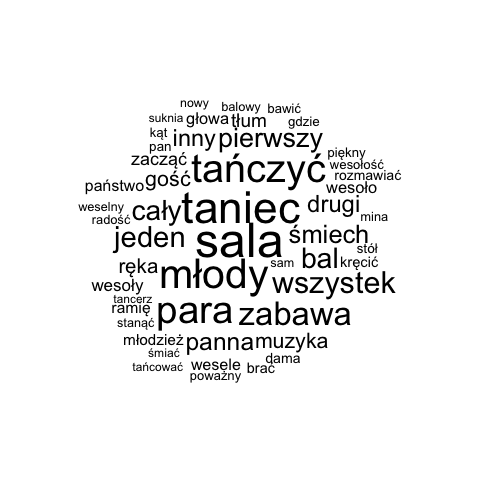 nowy
balowy bawić
suknia głowa tłum gdzie
kąt inny pierwszy
pan
zacząć tańczyć piękny
wesołość
państwo gość rozmawiać
wesoło
weselny cały taniec drugi mina
radość
jeden sala śmiech
stół
ręka młody sam bal kręcić
wesoły wszystek
tancerz
ramię para zabawa
stanąć
młodzież panna muzyka
śmiać
tańcować wesele dama
poważny brać